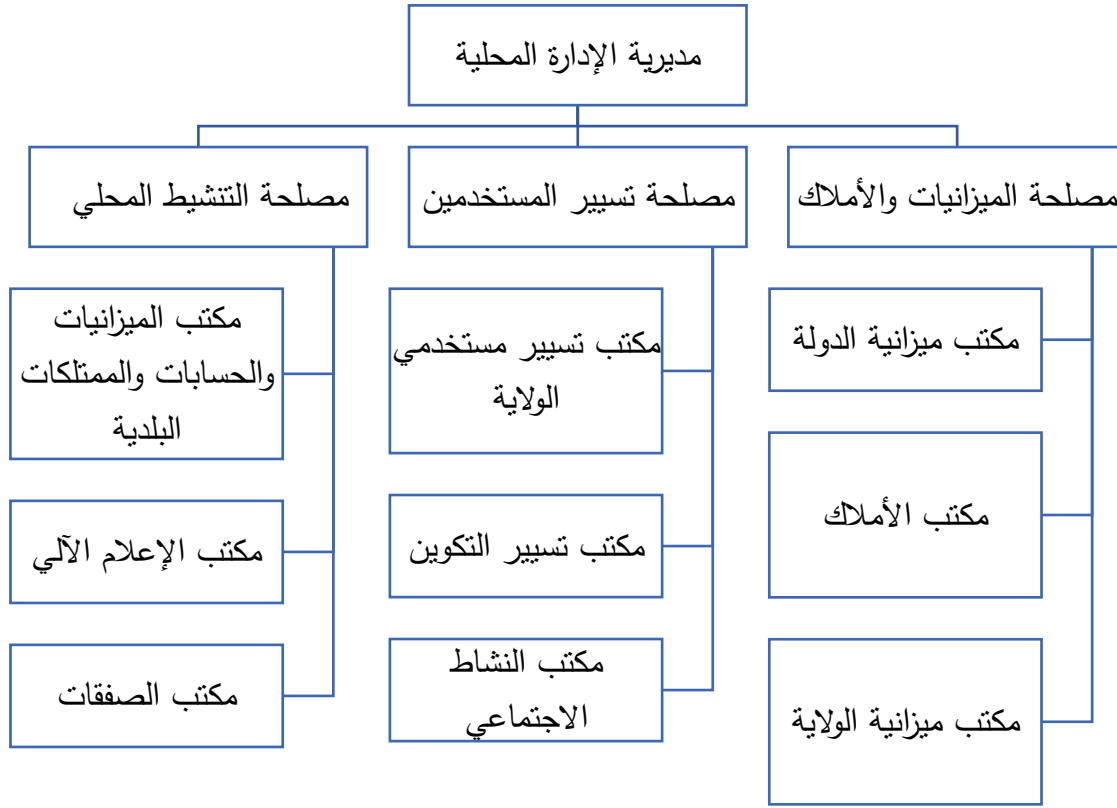 مديرية الإدارة المحلية
مصلحة الميزانيات والأملاك
مصلحة تسيير المستخدمين
مصلحة التنشيط المحلي
مكتب ميزانية الدولة
مكتب الأملاك
مكتب ميزانية الولاية
مكتب تسيير مستخدمي
الولاية
مكتب تسيير التكوين
مكتب النشاط
الاجتماعي
مكتب الميزانيات
والحسابات والممتلكات
البلدية
مكتب الإعلام الآلي
مكتب الصفقات